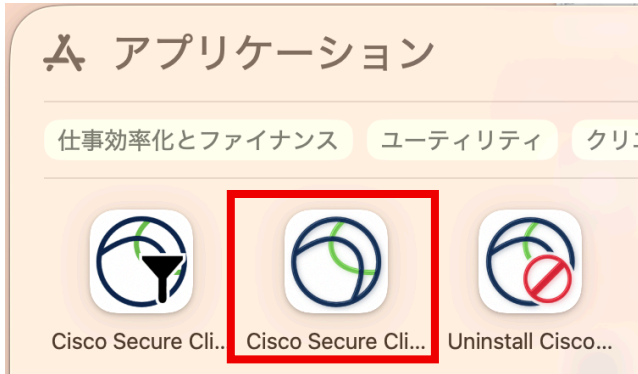 アプリケーション
仕事効率化とファイナンス ユーティリティ クリエ
Cisco Secure Cli... Cisco Secure Cli... Uninstall Cisco...